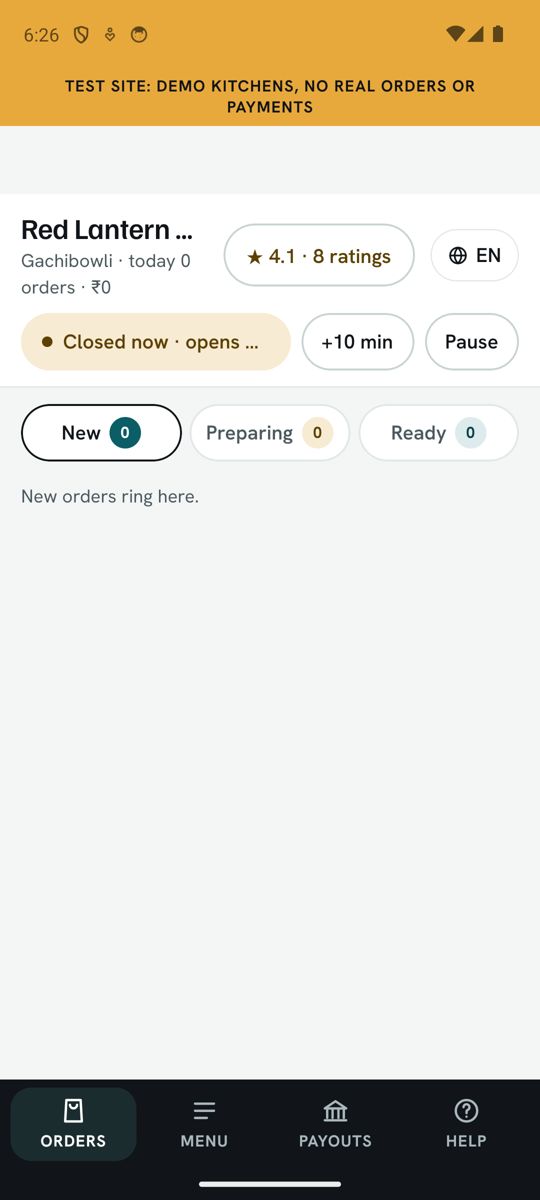 6:26
TEST SITE: DEMO KITCHENS, NO REAL ORDERS OR
PAYMENTS
Red Lantern ...
Gachibowli · today 0
orders · ₹0
★ 4.1 · 8 ratings
EN
Closed now · opens ...
+10 min
Pause
New 0
Preparing 0
Ready 0
New orders ring here.
ORDERS
MENU
PAYOUTS
HELP